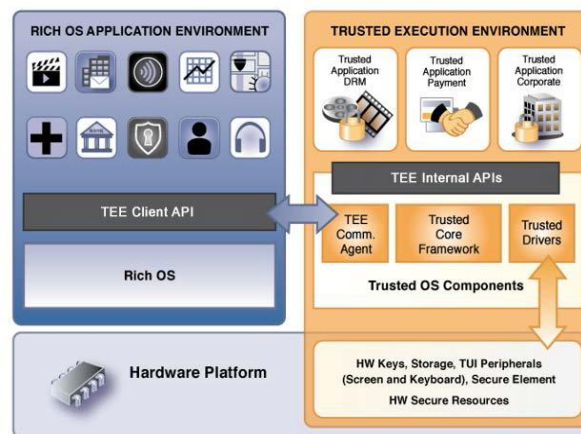 RICH OS APPLICATION ENVIRONMENT
TEE Client API
Rich OS
TRUSTED EXECUTION ENVIRONMENT
Trusted
Application
DRM
Trusted
Application
Payment
Trusted
Application
Corporate
TEE Internal APIs
TEE
Comm.
Agent
Trusted
Core
Framework
Trusted
Drivers
Trusted OS Components
Hardware Platform
HW Keys, Storage, TUI Peripherals
(Screen and Keyboard), Secure Element
HW Secure Resources